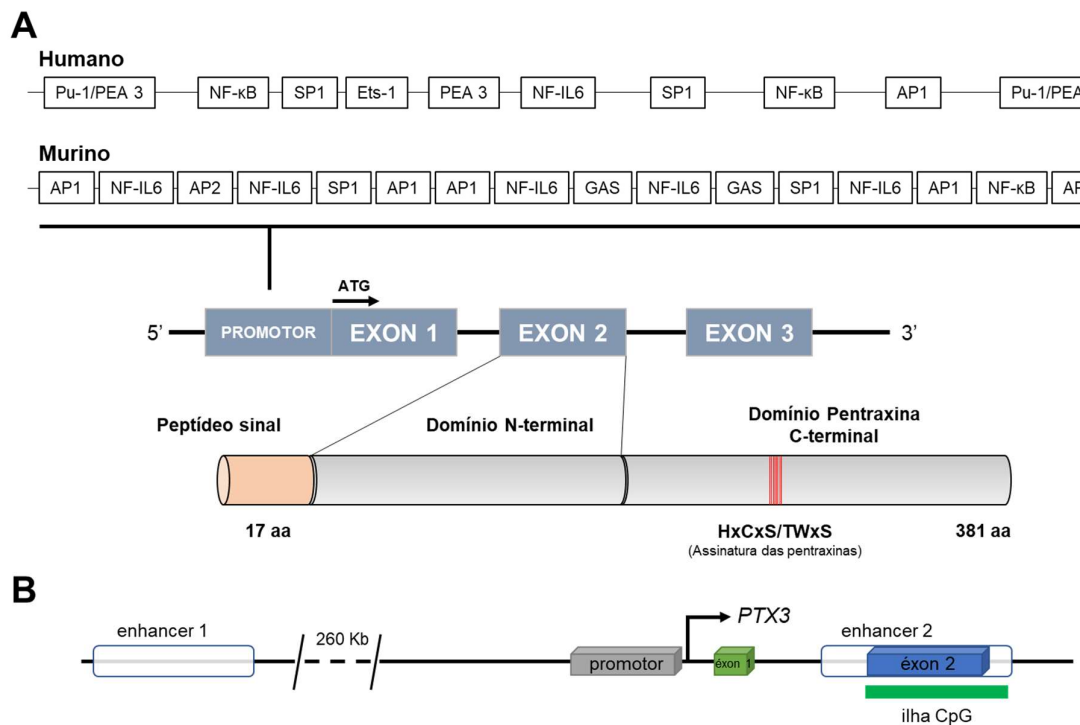 A
Humano
Pu-1/PEA 3 NF-κB SP1 Ets-1 PEA 3 NF-IL6 SP1 NF-κB AP1 Pu-1/PEA
Murino
AP1 NF-IL6 AP2 NF-IL6 SP1 AP1 AP1 NF-IL6 GAS NF-IL6 GAS SP1 NF-IL6 AP1 NF-κB AP
ATG
5’ PROMOTOR EXON 1 EXON 2 EXON 3 3’
Peptídeo sinal Domínio N-terminal Domínio Pentraxina
C-terminal
17 aa HxCxS/TWxS 381 aa
(Assinatura das pentraxinas)
B
enhancer 1 260 Kb PTX3 enhancer 2
promotor éxon 1 éxon 2
ilha CpG